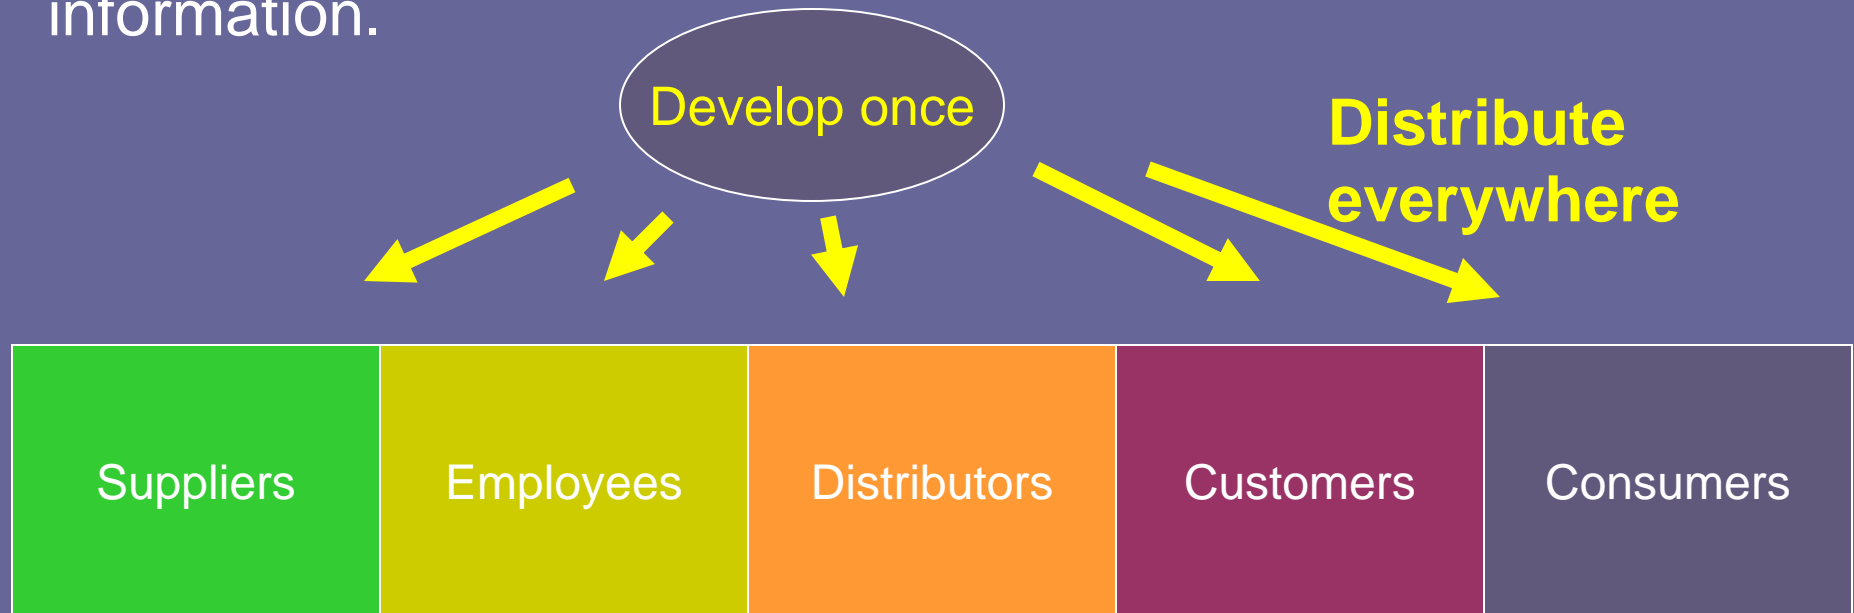 information.
Develop once
Distribute
everywhere
Suppliers
Employees
Distributors
Customers
Consumers